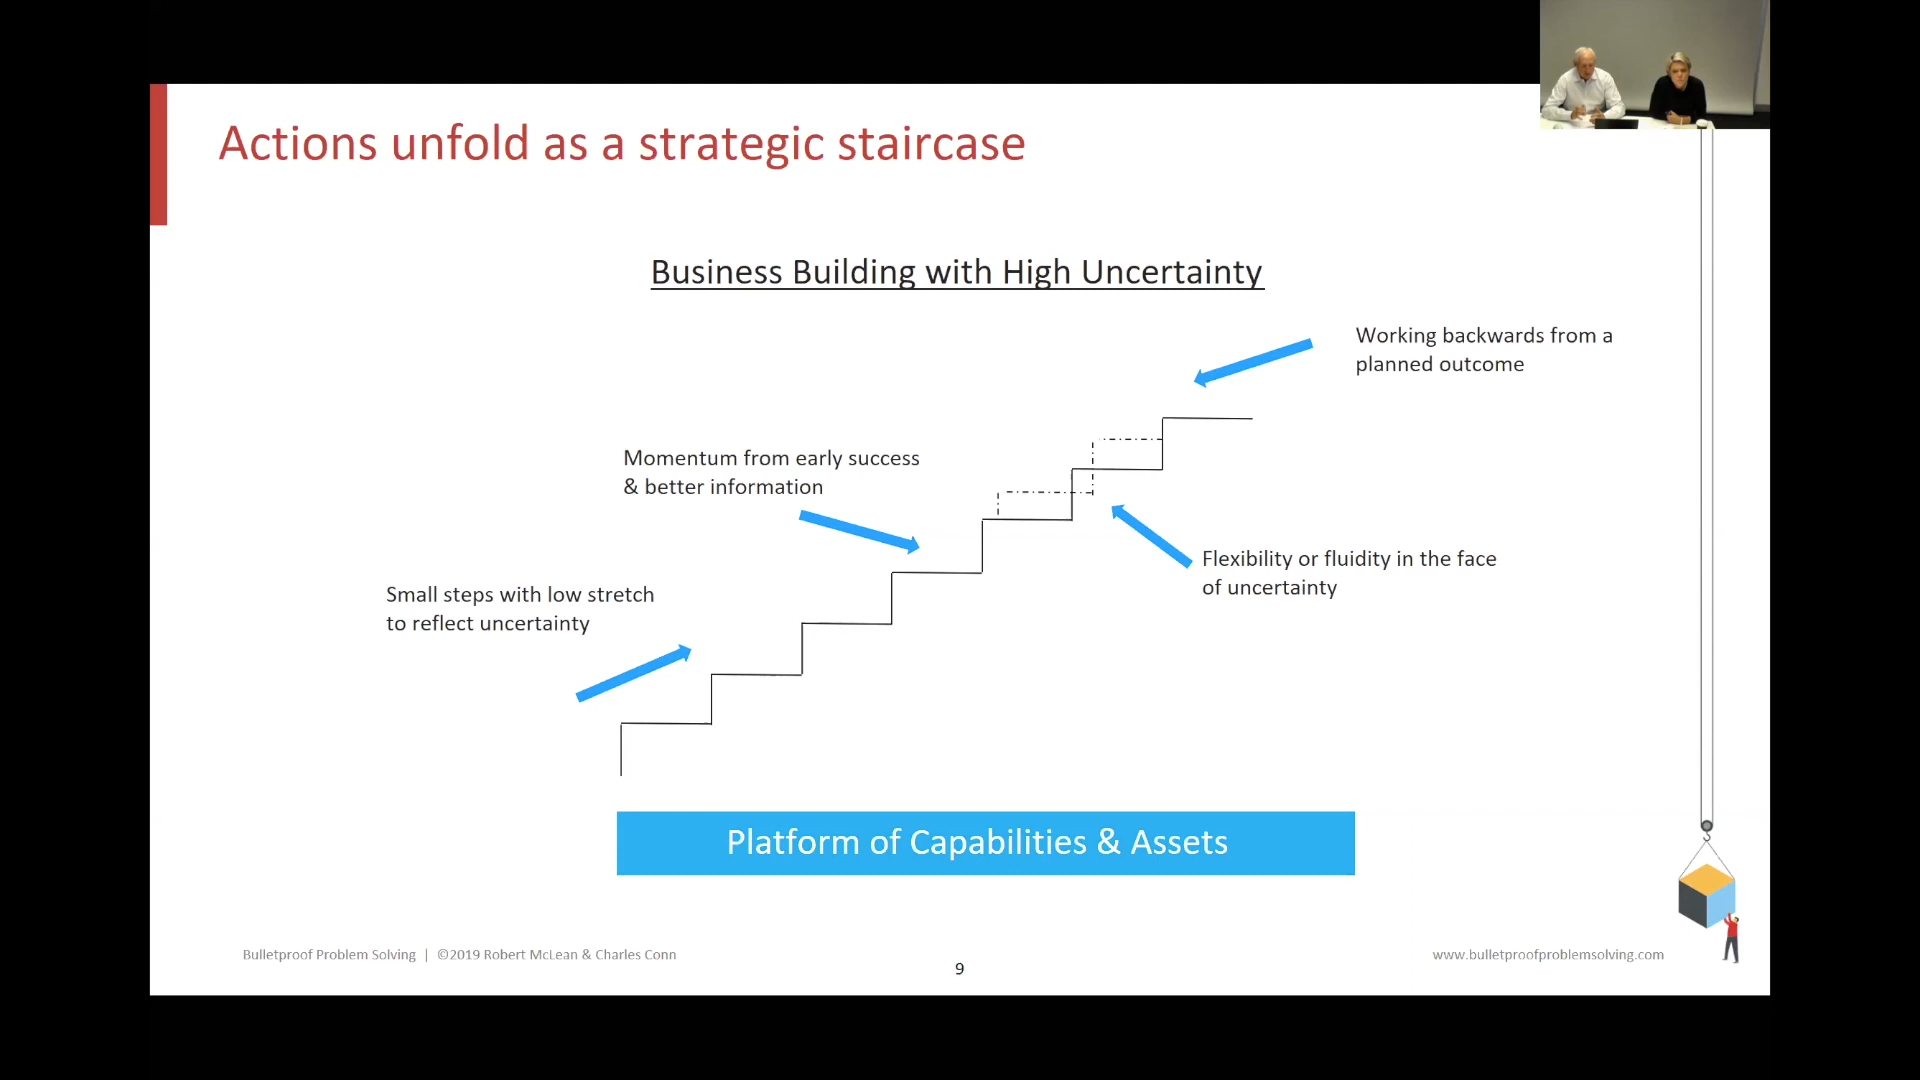 Actions unfold as a strategic staircase
Business Building with High Uncertainty
Working backwards from a
planned outcome
Momentum from early success
& better information
Flexibility or fluidity in the face
of uncertainty
Small steps with low stretch
to reflect uncertainty
Platform of Capabilities & Assets
Bulletproof Problem Solving | ©2019 Robert McLean & Charles Conn
9
www.bulletproofproblemsolving.com